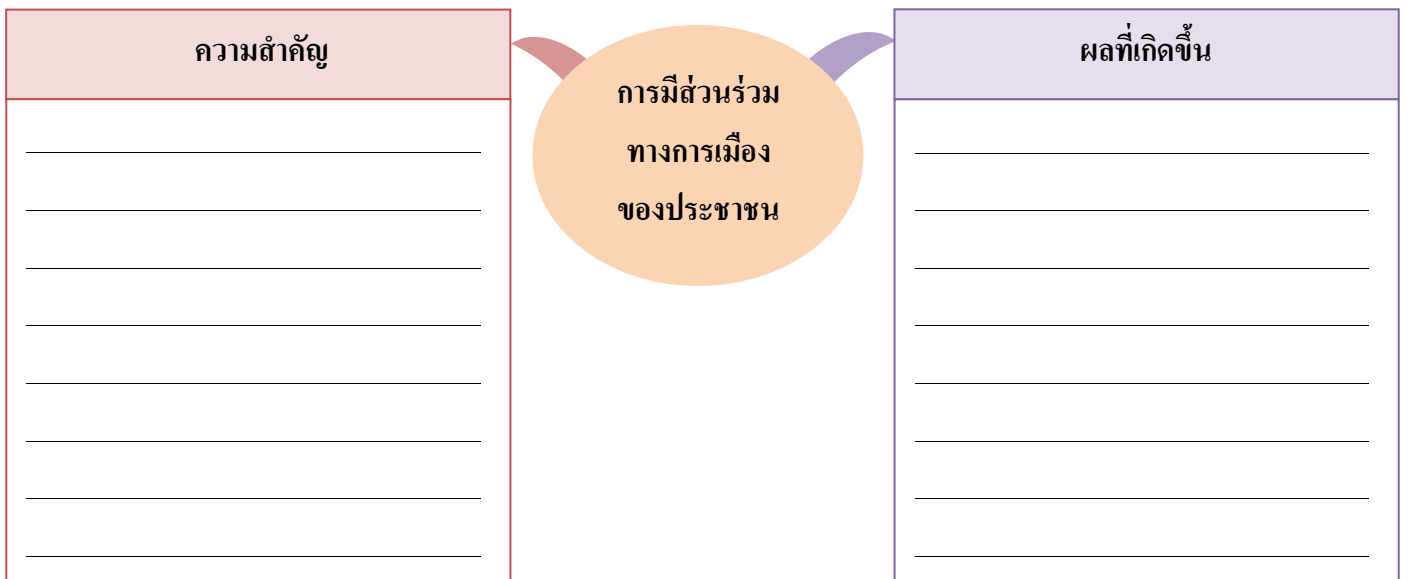 ความสำคัญ
การมีส่วนร่วม
ทางการเมือง
ของประชาชน
ผลที่เกิดขึ้น